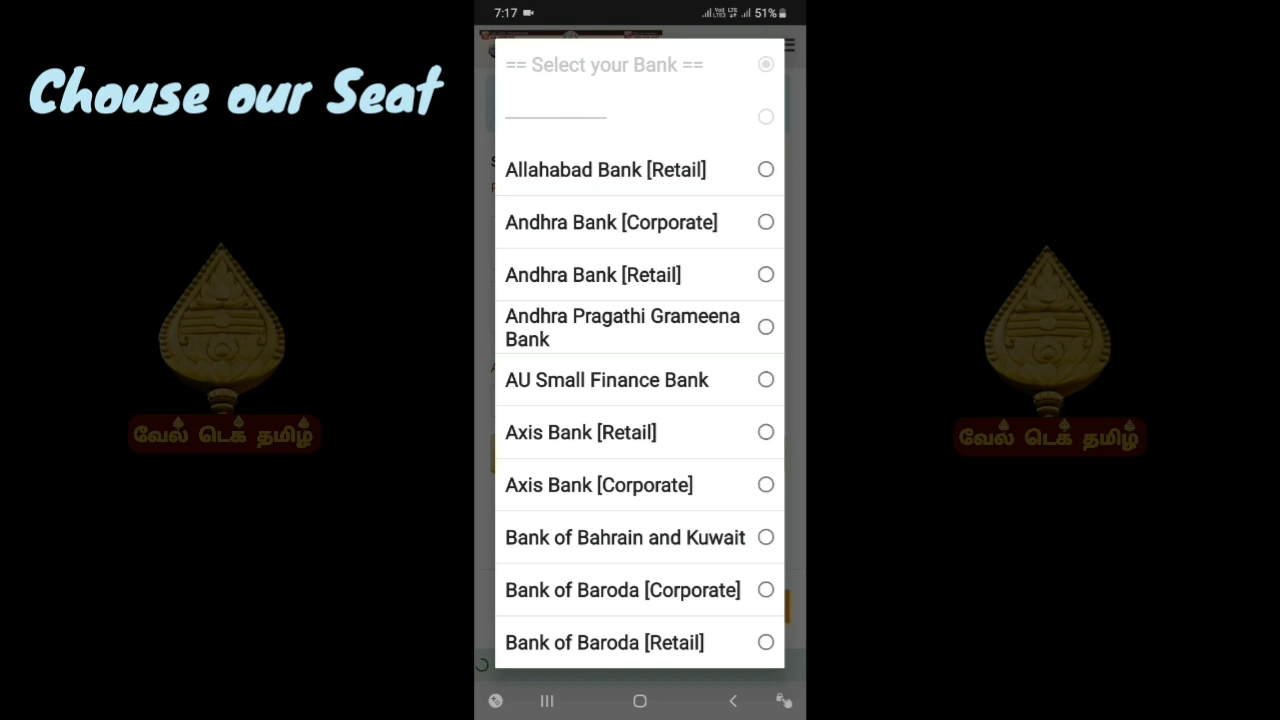 Chouse our Seat
7:17
51%
== Select your Bank ==
Allahabad Bank [Retail]
Andhra Bank [Corporate]
Andhra Bank [Retail]
Andhra Pragathi Grameena
Bank
AU Small Finance Bank
Axis Bank [Retail]
Axis Bank [Corporate]
Bank of Bahrain and Kuwait
Bank of Baroda [Corporate]
Bank of Baroda [Retail]
வேல் டெக் தமிழ்
வேல் டெக் தமிழ்